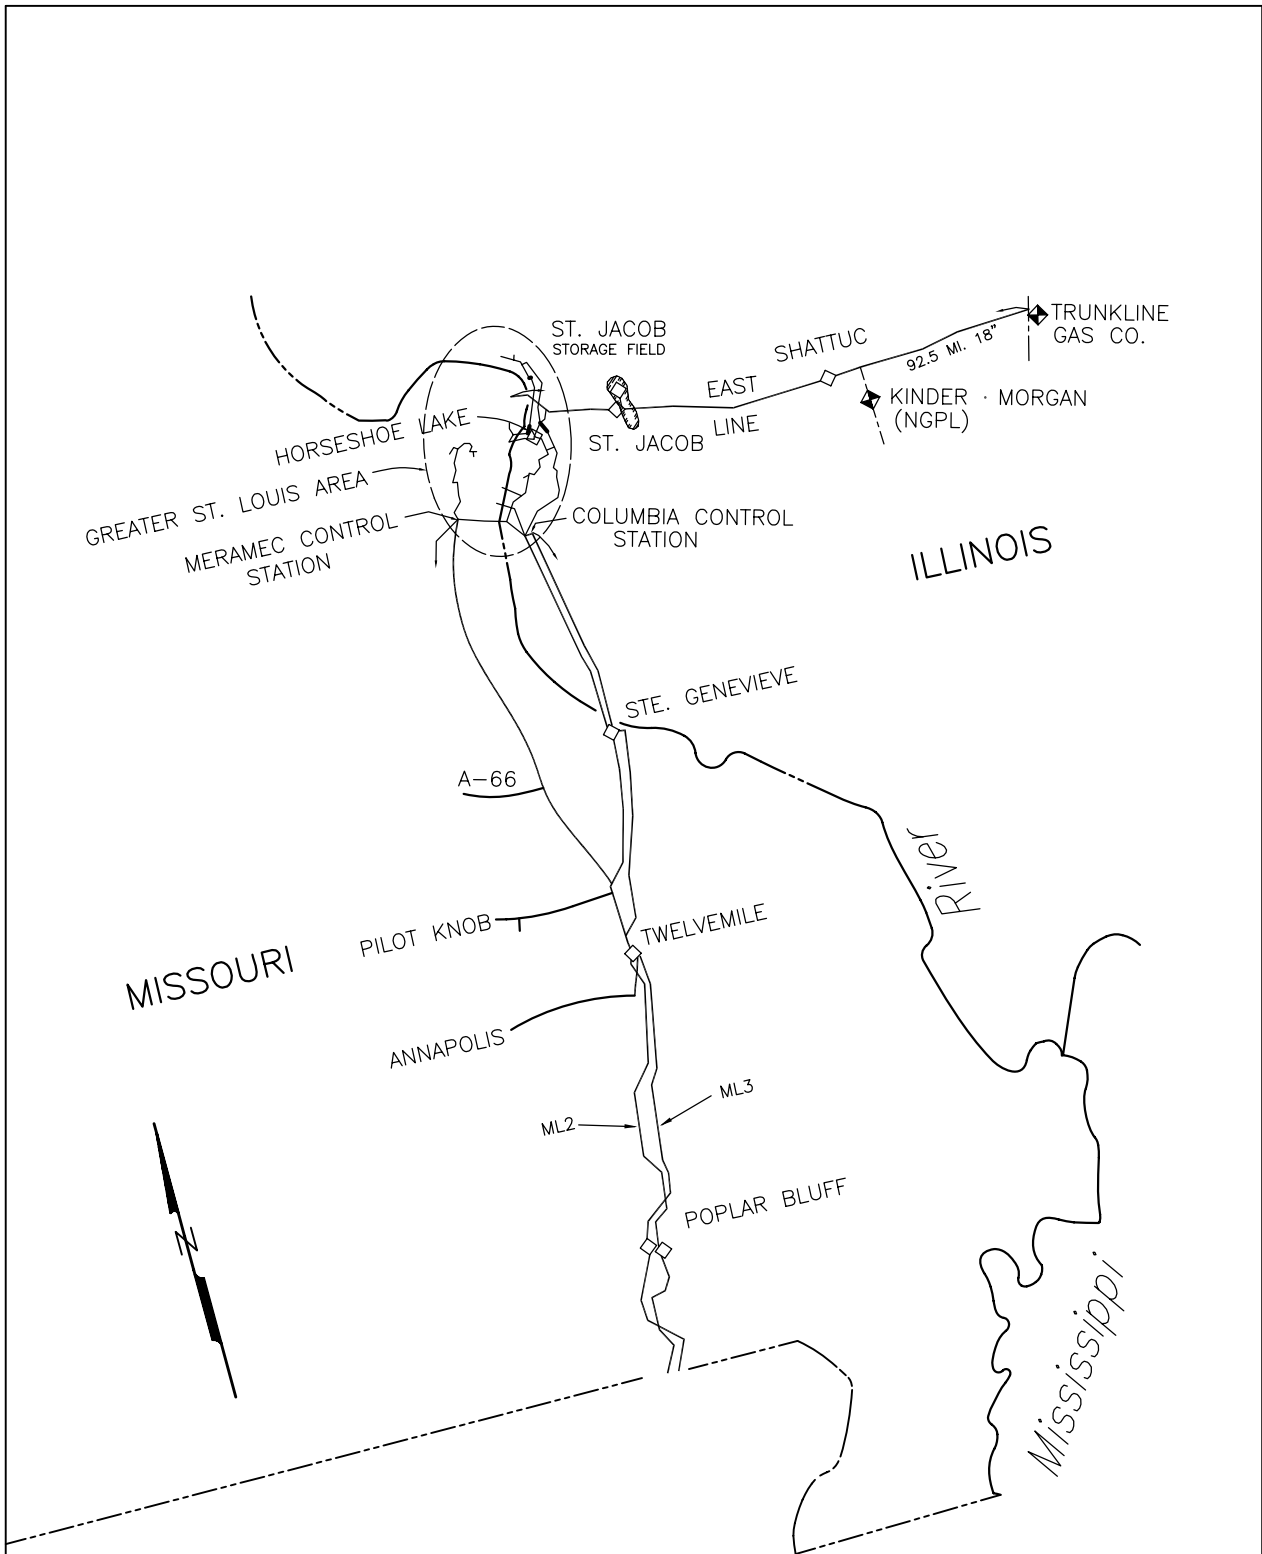 TRUNKLINE
GAS CO.
92.5 MI. 18"
ST. JACOB
STORAGE FIELD
SHATTUC
EAST
LINE
KINDER · MORGAN
(NGPL)
HORSESHOE LAKE
ST. JACOB
GREATER ST. LOUIS AREA
MERAMEC CONTROL
STATION
COLUMBIA CONTROL
STATION
ILLINOIS
STE. GENEVIEVE
A-66
River
PILOT KNOB
TWELVEMILE
MISSOURI
ANNAPOLIS
ML3
ML2
POPLAR BLUFF
N
Mississippi